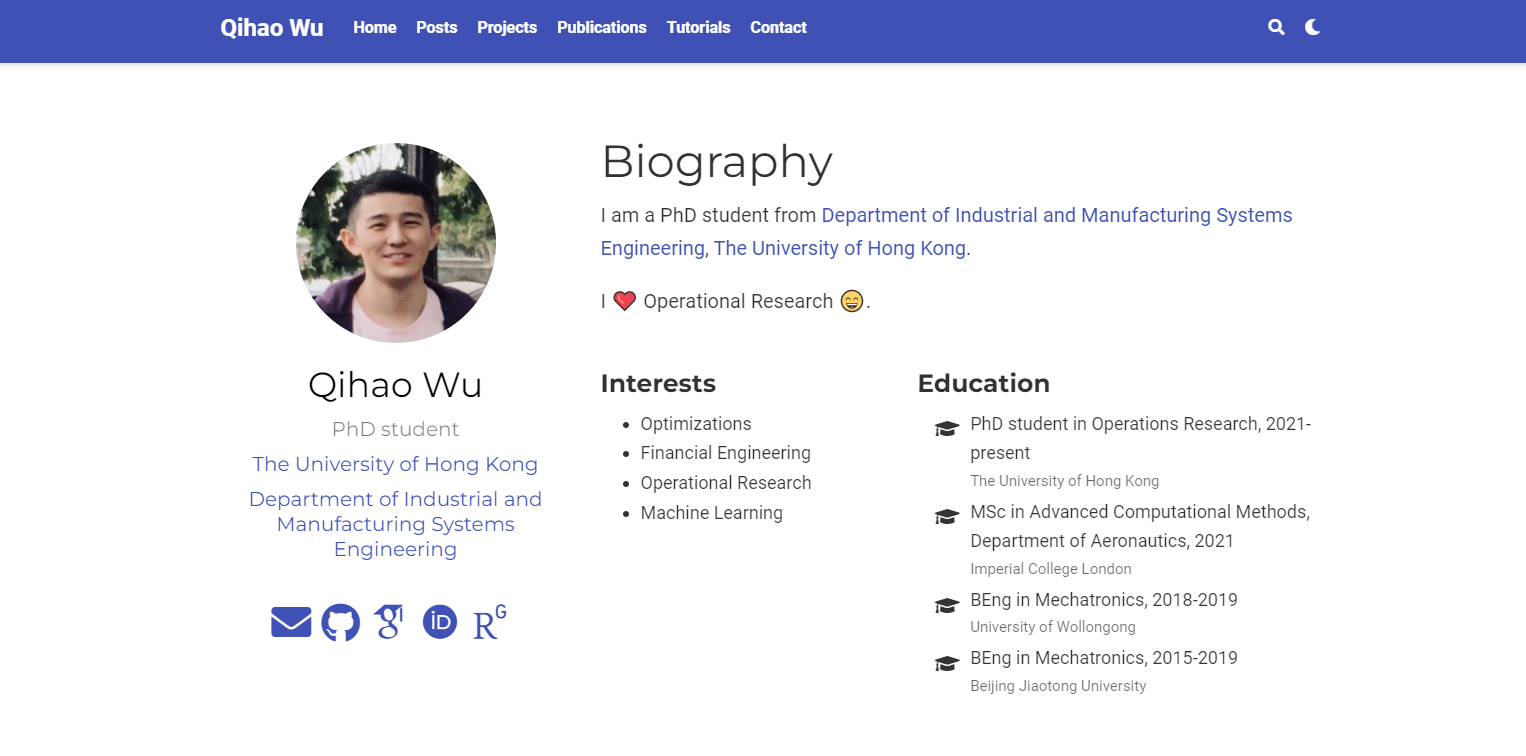 Qihao Wu Home Posts Projects Publications Tutorials Contact
Qihao Wu
PhD student
The University of Hong Kong
Department of Industrial and
Manufacturing Systems
Engineering
iD
RG
Biography
I am a PhD student from Department of Industrial and Manufacturing Systems
Engineering, The University of Hong Kong.
I ❤️ Operational Research 😄.
Interests
Optimizations
Financial Engineering
Operational Research
Machine Learning
Education
PhD student in Operations Research, 2021-
present
The University of Hong Kong
MSc in Advanced Computational Methods,
Department of Aeronautics, 2021
Imperial College London
BEng in Mechatronics, 2018-2019
University of Wollongong
BEng in Mechatronics, 2015-2019
Beijing Jiaotong University